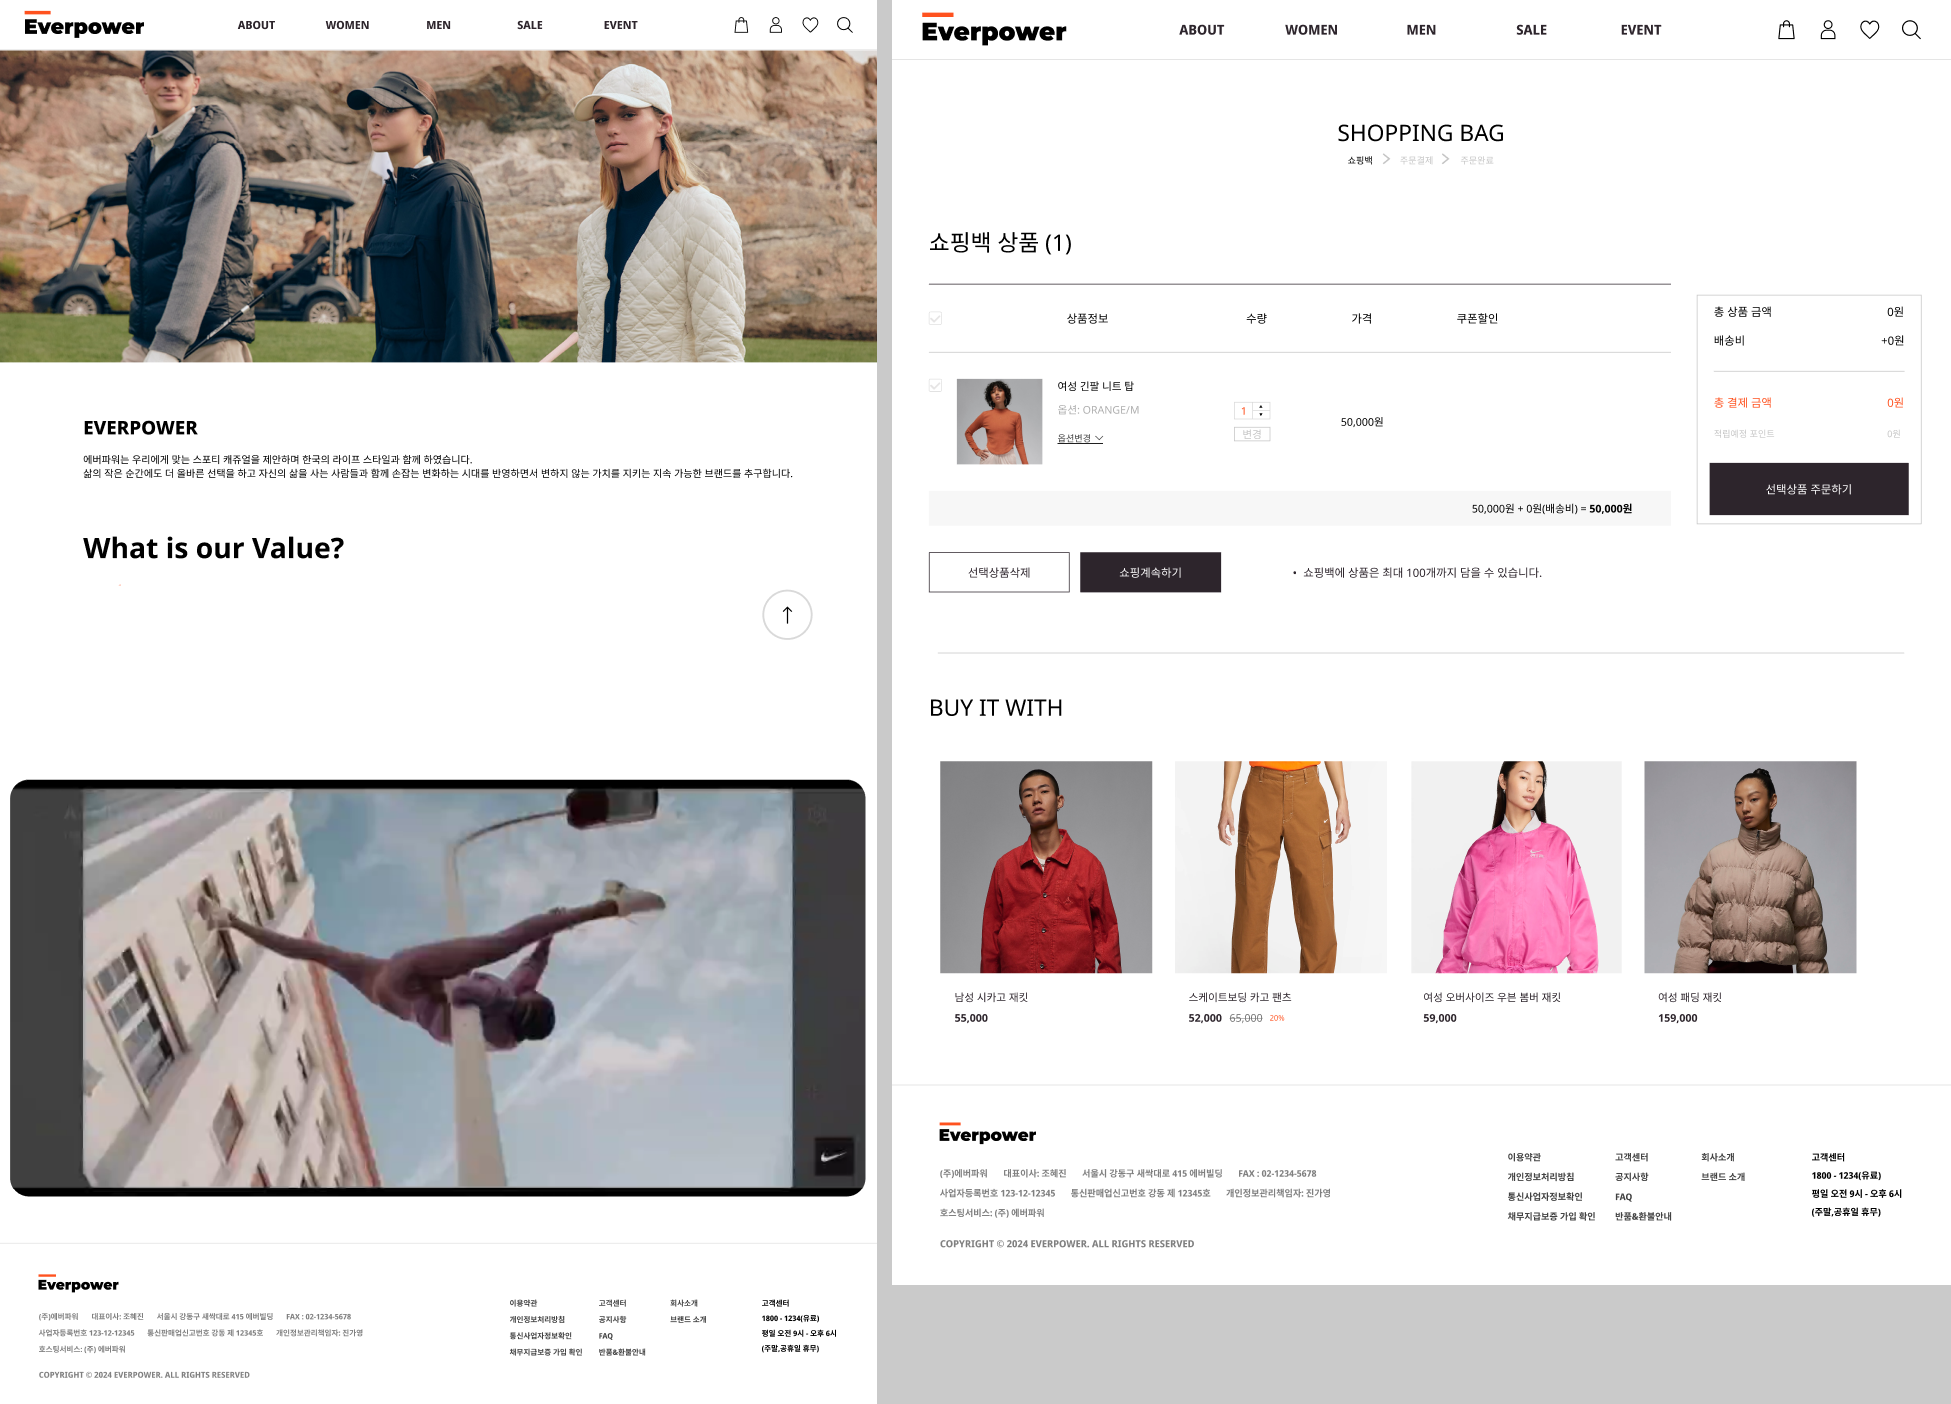 Everpower
ABOUT WOMEN MEN SALE EVENT
EVERPOWER
에버파워는 우리에게 맞는 스포티 캐쥬얼을 제안하며 한국의 라이프 스타일과 함께 하였습니다.
삶의 작은 순간에도 더 올바른 선택을 하고 자신의 삶을 사는 사람들과 함께 손잡는 변화하는 시대를 반영하면서 변하지 않는 가치를 지키는 지속 가능한 브랜드를 추구합니다.
What is our Value?
Everpower
(주)에버파워 대표이사: 조혜진 서울시 강동구 새싹대로 415 에버빌딩 FAX : 02-1234-5678
사업자등록번호 123-12-12345 통신판매업신고번호 강동 제 12345호 개인정보관리책임자: 진가영
호스팅서비스: (주) 에버파워
COPYRIGHT © 2024 EVERPOWER. ALL RIGHTS RESERVED
이용약관
개인정보처리방침
통신사업자정보확인
채무지급보증 가입 확인
고객센터
공지사항
FAQ
반품&환불안내
회사소개
브랜드 소개
고객센터
1800 - 1234(유료)
평일 오전 9시 - 오후 6시
(주말,공휴일 휴무)
Everpower
ABOUT WOMEN MEN SALE EVENT
SHOPPING BAG
쇼핑백 주문결제 주문완료
쇼핑백 상품 (1)
상품정보 수량 가격 쿠폰할인
여성 긴팔 니트 탑
옵션: ORANGE/M
옵션변경
1
변경
50,000원
50,000원 + 0원(배송비) = 50,000원
선택상품삭제
쇼핑계속하기
• 쇼핑백에 상품은 최대 100개까지 담을 수 있습니다.
총 상품 금액 0원
배송비 +0원
총 결제 금액 0원
적립예정 포인트 0원
선택상품 주문하기
BUY IT WITH
남성 시카고 재킷
55,000
스케이트보딩 카고 팬츠
52,000 65,000 20%
여성 오버사이즈 우븐 봄버 재킷
59,000
여성 패딩 재킷
159,000
Everpower
(주)에버파워 대표이사: 조혜진 서울시 강동구 새싹대로 415 에버빌딩 FAX : 02-1234-5678
사업자등록번호 123-12-12345 통신판매업신고번호 강동 제 12345호 개인정보관리책임자: 진가영
호스팅서비스: (주) 에버파워
COPYRIGHT © 2024 EVERPOWER. ALL RIGHTS RESERVED
이용약관
개인정보처리방침
통신사업자정보확인
채무지급보증 가입 확인
고객센터
공지사항
FAQ
반품&환불안내
회사소개
브랜드 소개
고객센터
1800 - 1234(유료)
평일 오전 9시 - 오후 6시
(주말,공휴일 휴무)